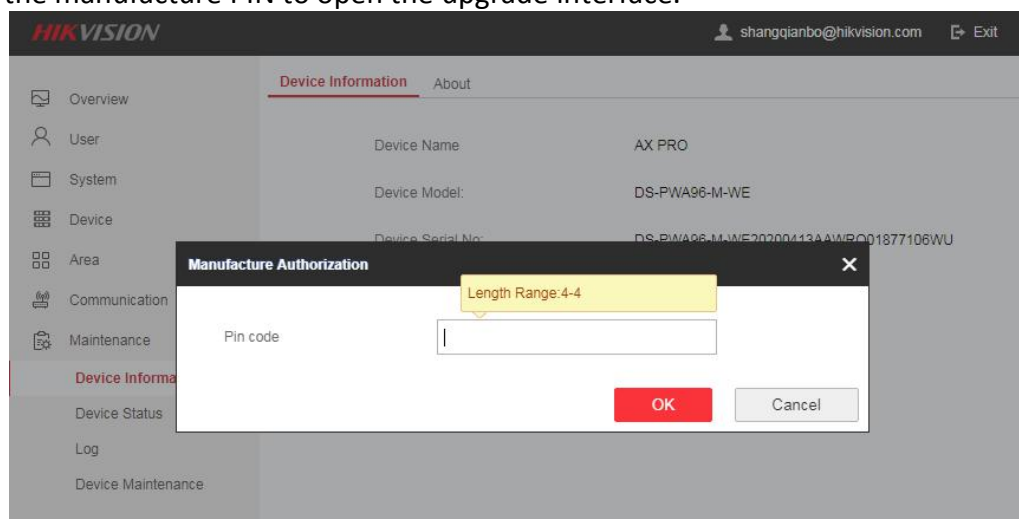 the manufacture PIN to open the upgrade interface.
HIKVISION
shangqianbo@hikvision.com
Exit
Device Information
About
Overview
User
System
Device
Area
Communication
Maintenance
Device Informa
Device Status
Log
Device Maintenance
Device Name
AX PRO
Device Model:
DS-PWA96-M-WE
Device Serial No:
DS-PWA96-M-WE20200413AAWRQ01877106WU
Manufacture Authorization
Length Range:4-4
Pin code
OK
Cancel